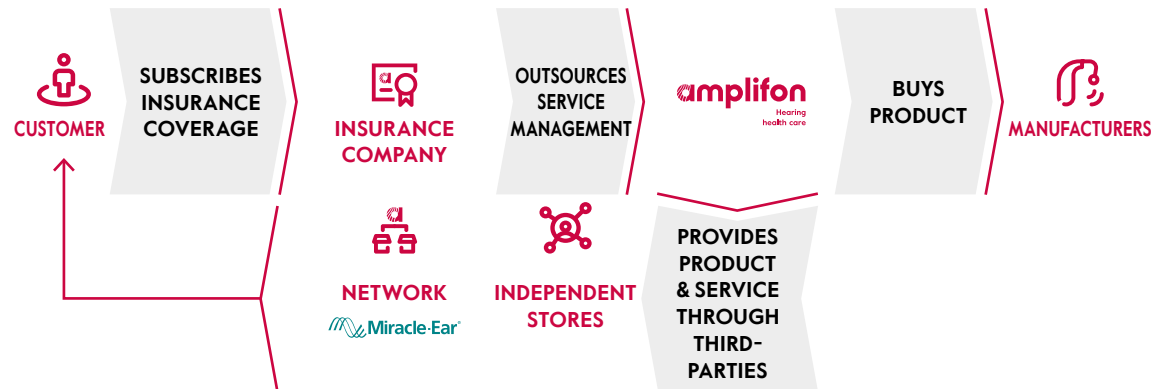 CUSTOMER
SUBSCRIBES
INSURANCE
COVERAGE
INSURANCE
COMPANY
OUTSOURCES
SERVICE
MANAGEMENT
amplifon
Hearing
health care
BUYS
PRODUCT
MANUFACTURERS
NETWORK
Miracle-Ear®
INDEPENDENT
STORES
PROVIDES
PRODUCT
& SERVICE
THROUGH
THIRD-
PARTIES